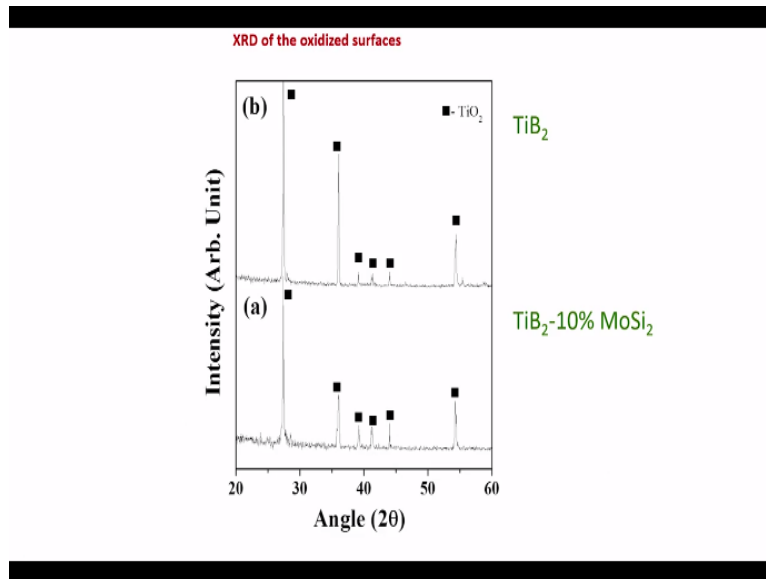 XRD of the oxidized surfaces
(b)
■- TiO₂
TiB₂
Intensity (Arb. Unit)
(a)
TiB₂-10% MoSi₂
20 30 40 50 60
Angle (2θ)